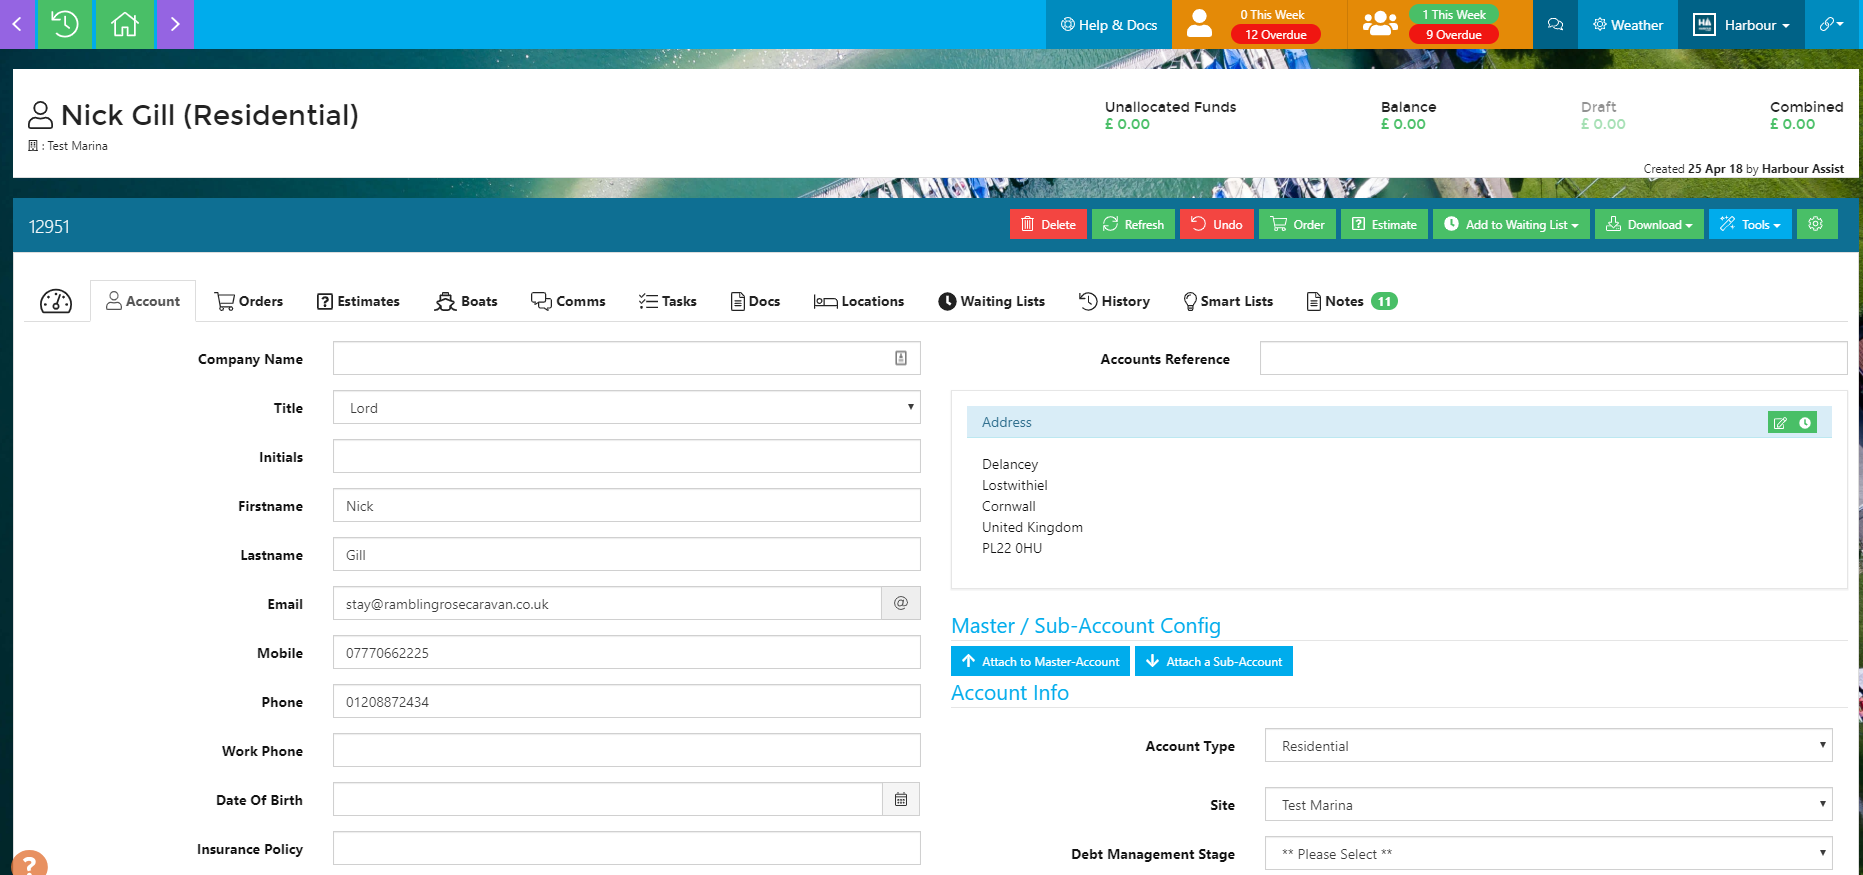 Help & Docs
0 This Week
12 Overdue
1 This Week
9 Overdue
Weather
HA
Harbour
Nick Gill (Residential)
: Test Marina
Unallocated Funds
£ 0.00
Balance
£ 0.00
Draft
£ 0.00
Combined
£ 0.00
Created 25 Apr 18 by Harbour Assist
12951
Delete
Refresh
Undo
Order
Estimate
Add to Waiting List
Download
Tools
Account
Orders
Estimates
Boats
Comms
Tasks
Docs
Locations
Waiting Lists
History
Smart Lists
Notes 11
Company Name
Title Lord
Initials
Firstname Nick
Lastname Gill
Email stay@ramblingrosecaravan.co.uk @
Mobile 07770662225
Phone 01208872434
Work Phone
Date Of Birth
Insurance Policy
Accounts Reference
Address
Delancey
Lostwithiel
Cornwall
United Kingdom
PL22 0HU
Master / Sub-Account Config
Attach to Master-Account
Attach a Sub-Account
Account Info
Account Type Residential
Site Test Marina
Debt Management Stage ** Please Select **
?